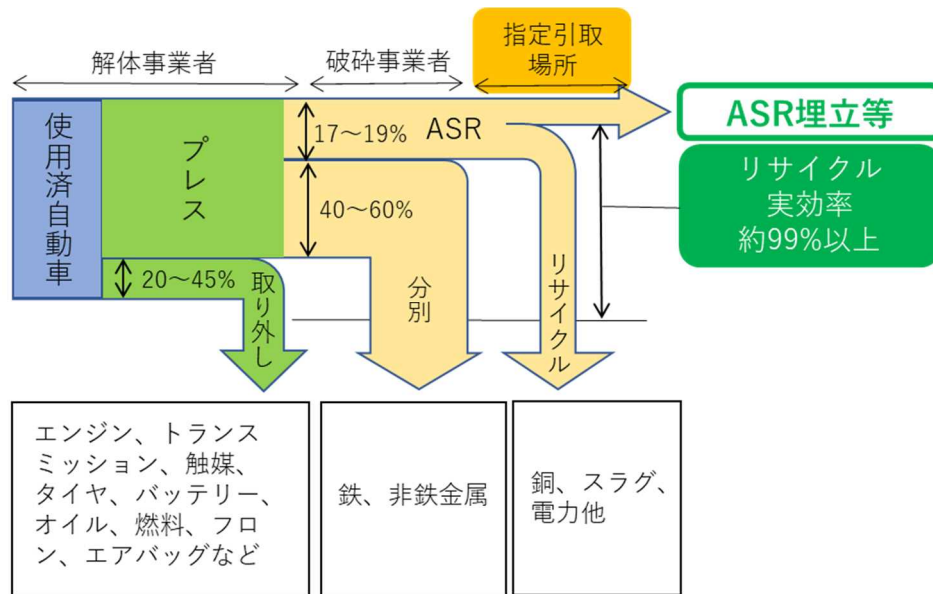 解体事業者
破砕事業者
指定引取
場所
使用済自動車
プレス
17～19%
ASR
40～60%
20～45%
取り外し
分別
リサイクル
ASR埋立等
リサイクル
実効率
約99%以上
エンジン、トランス
ミッション、触媒、
タイヤ、バッテリー、
オイル、燃料、フロ
ン、エアバッグなど
鉄、非鉄金属
銅、スラグ、
電力他